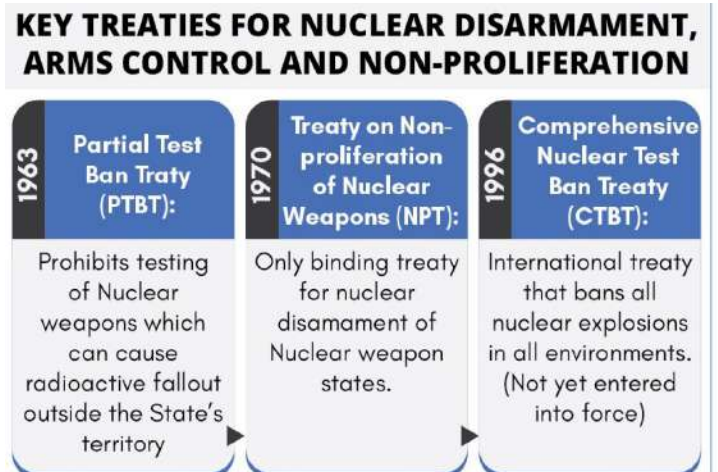 KEY TREATIES FOR NUCLEAR DISARMAMENT,
ARMS CONTROL AND NON-PROLIFERATION
1963
Partial Test
Ban Traty
(PTBT):
Prohibits testing
of Nuclear
weapons which
can cause
radioactive fallout
outside the State's
territory
1970
Treaty on Non-
proliferation
of Nuclear
Weapons (NPT):
Only binding treaty
for nuclear
disamament of
Nuclear weapon
states.
1996
Comprehensive
Nuclear Test
Ban Treaty
(CTBT):
International treaty
that bans all
nuclear explosions
in all environments.
(Not yet entered
into force)